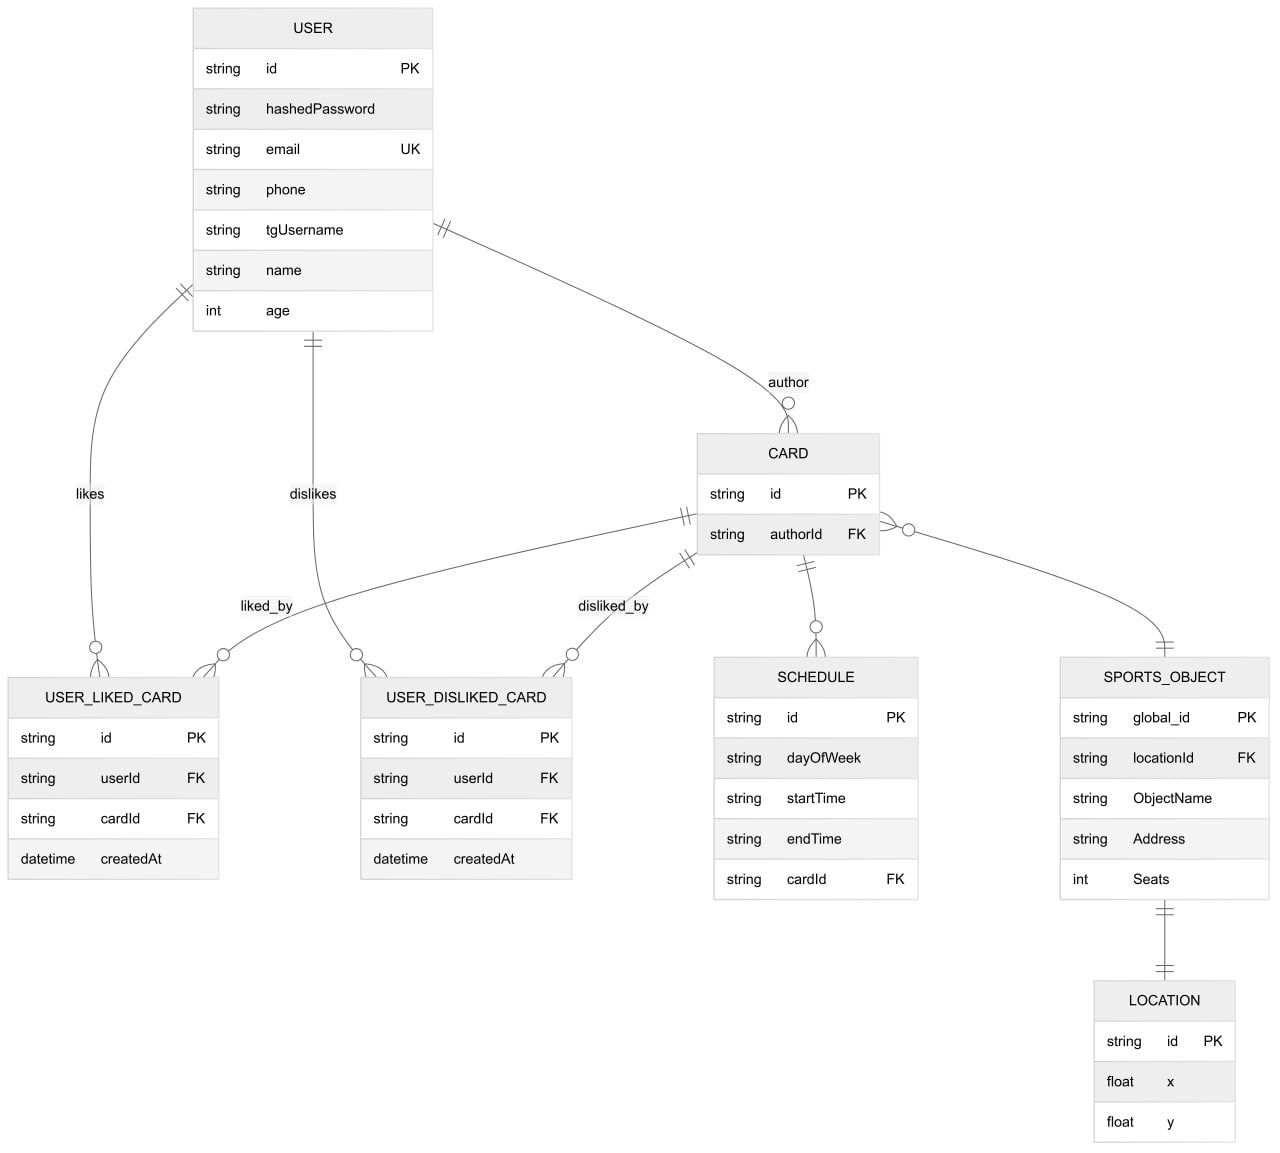 USER
string id PK
string hashedPassword
string email UK
string phone
string tgUsername
string name
int age
author
CARD
string id PK
string authorId FK
likes
dislikes
liked_by
disliked_by
USER_LIKED_CARD
string id PK
string userId FK
string cardId FK
datetime createdAt
USER_DISLIKED_CARD
string id PK
string userId FK
string cardId FK
datetime createdAt
SCHEDULE
string id PK
string dayOfWeek
string startTime
string endTime
string cardId FK
SPORTS_OBJECT
string global_id PK
string locationId FK
string ObjectName
string Address
int Seats
LOCATION
string id PK
float x
float y